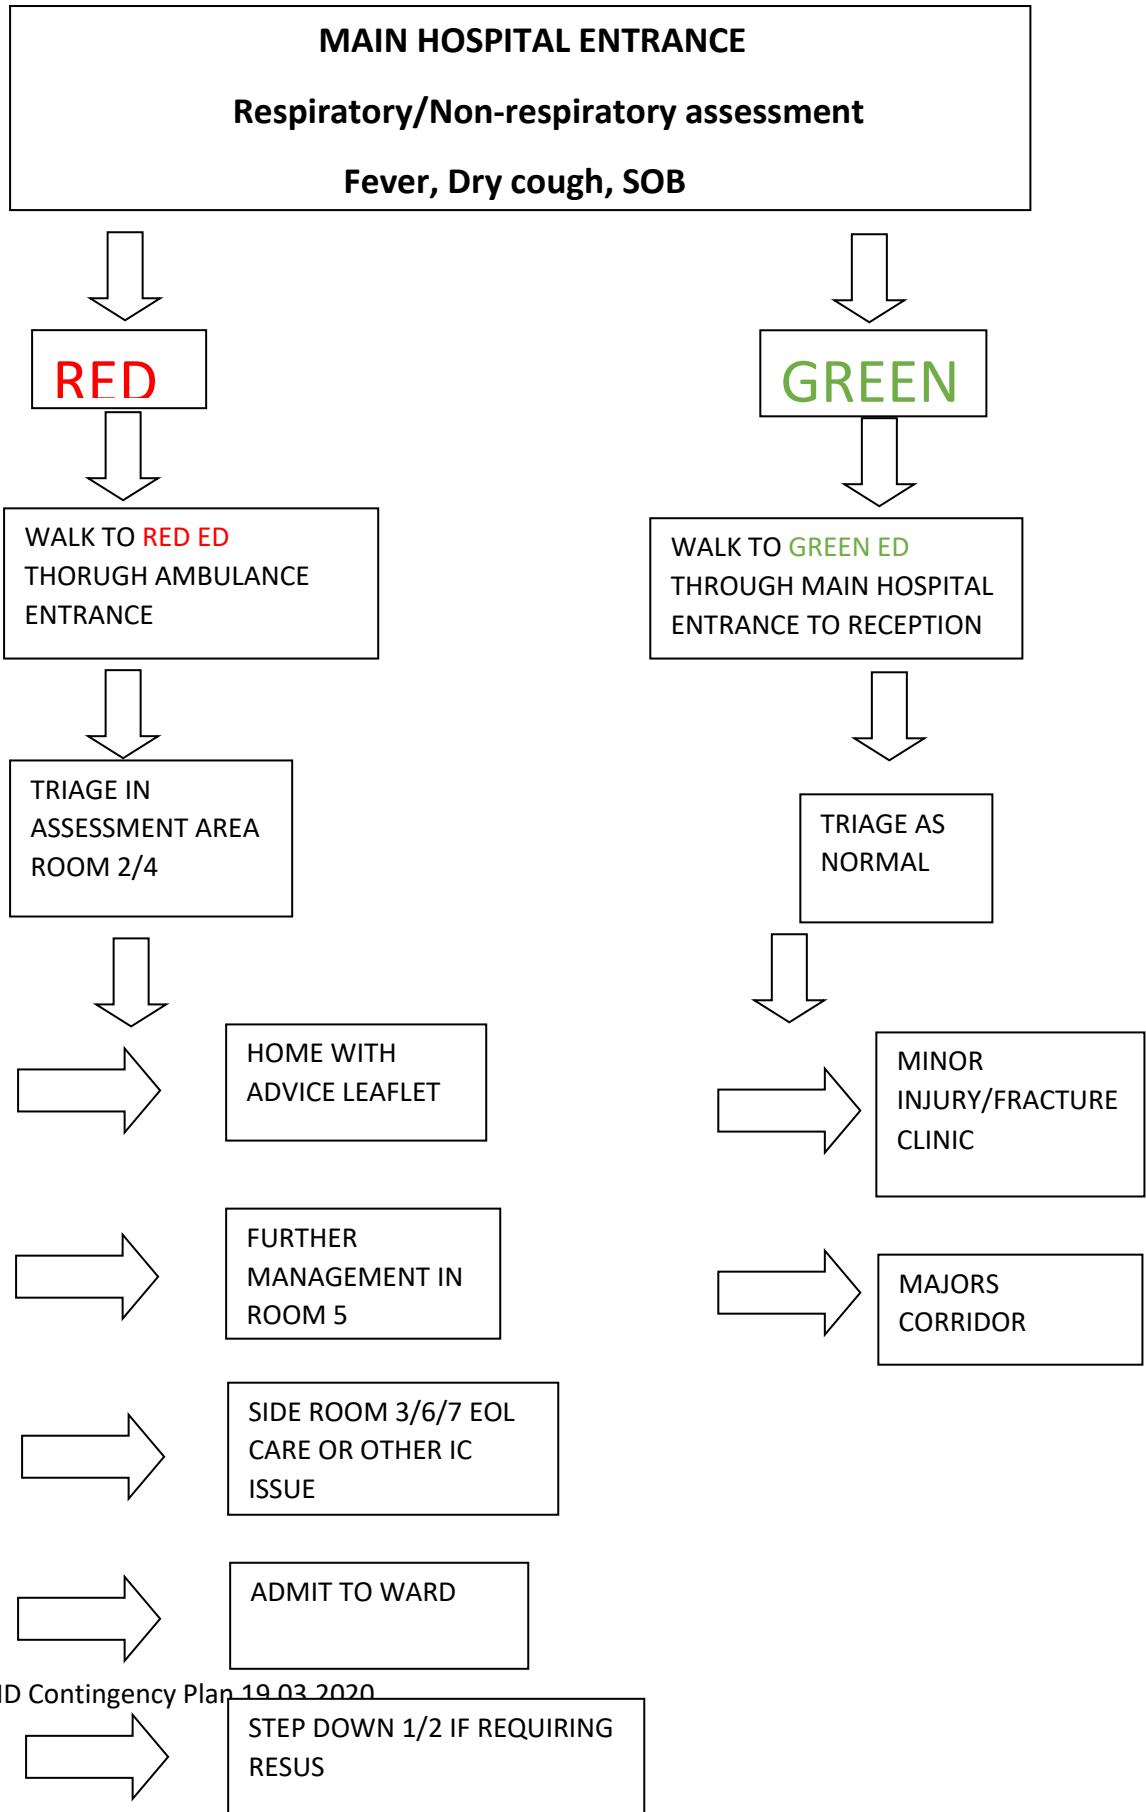 MAIN HOSPITAL ENTRANCE
Respiratory/Non-respiratory assessment
Fever, Dry cough, SOB
RED
WALK TO RED ED
THORUGH AMBULANCE
ENTRANCE
TRIAGE IN
ASSESSMENT AREA
ROOM 2/4
HOME WITH
ADVICE LEAFLET
FURTHER
MANAGEMENT IN
ROOM 5
SIDE ROOM 3/6/7 EOL
CARE OR OTHER IC
ISSUE
ADMIT TO WARD
STEP DOWN 1/2 IF REQUIRING
RESUS
GREEN
WALK TO GREEN ED
THROUGH MAIN HOSPITAL
ENTRANCE TO RECEPTION
TRIAGE AS
NORMAL
MINOR
INJURY/FRACTURE
CLINIC
MAJORS
CORRIDOR
Contingency Plan 19.03.2020